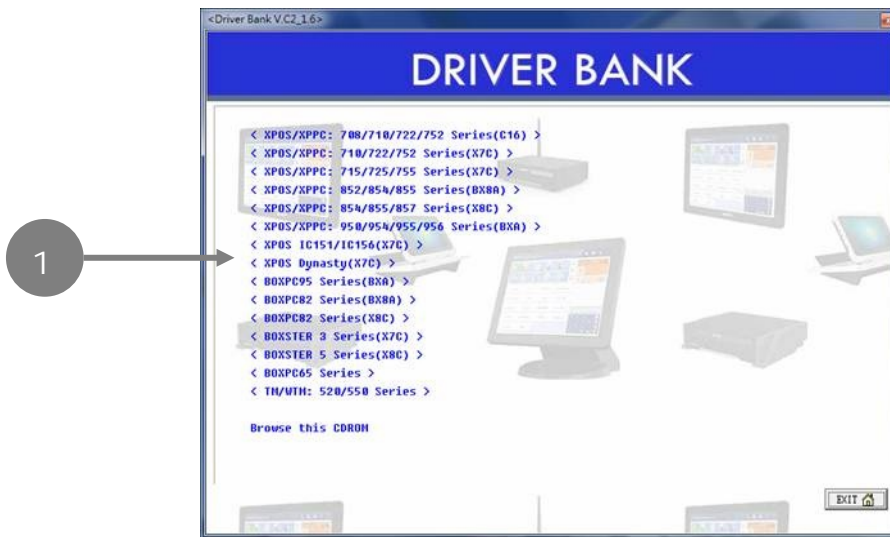 <Driver Bank V.C2_1.6>
DRIVER BANK
< XPOS/XPPC: 708/710/722/752 Series(C16) >
< XPOS/XPPC: 710/722/752 Series(X7C) >
< XPOS/XPPC: 715/725/755 Series(X7C) >
< XPOS/XPPC: 852/854/855 Series(BX8A) >
< XPOS/XPPC: 854/855/857 Series(X8C) >
< XPOS/XPPC: 950/954/955/956 Series(BXA) >
1
< XPOS IC151/IC156(X7C) >
< XPOS Dynasty(X7C) >
< BOXPC95 Series(BXA) >
< BOXPC82 Series(BX8A) >
< BOXPC82 Series(X8C) >
< BOXSTER 3 Series(X7C) >
< BOXSTER 5 Series(X8C) >
< BOXPC65 Series >
< TM/WTM: 520/550 Series >
Browse this CDROM
EXIT